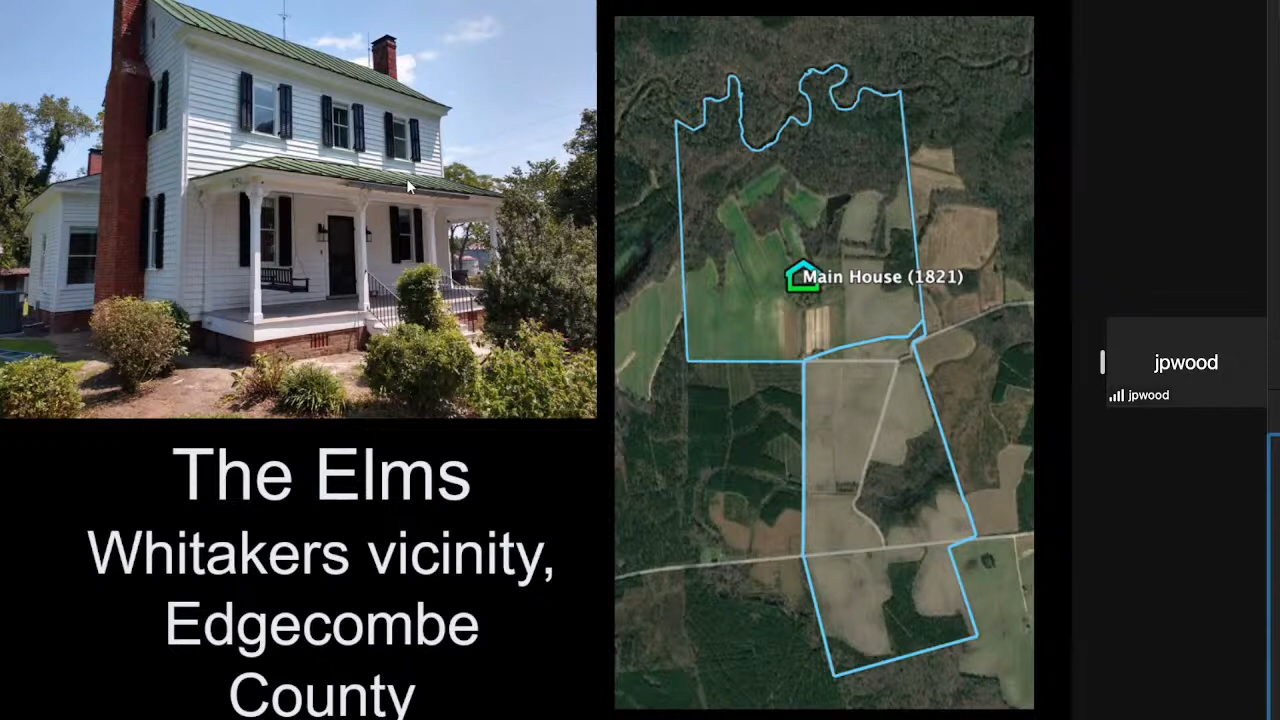 The Elms
Whitakers vicinity,
Edgecombe
County
Main House (1821)
jpwood
jpwood